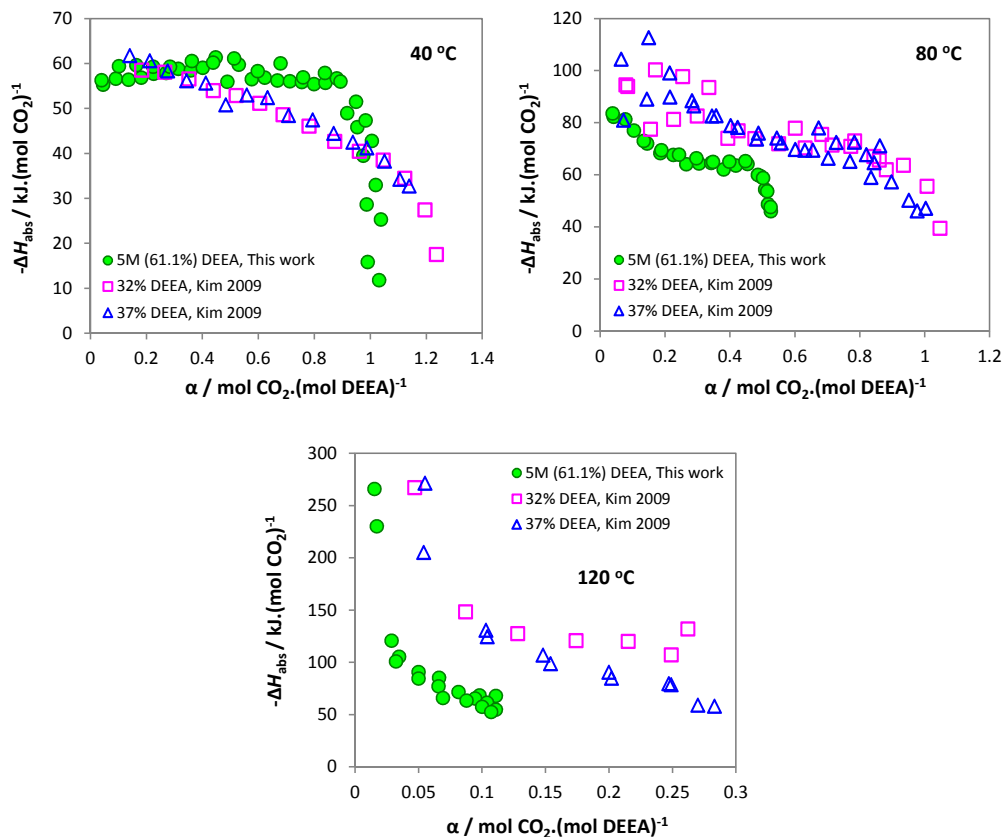 70
60
50
40
30
20
10
0
-ΔH_abs / kJ.(mol CO₂)⁻¹
40 ºC
5M (61.1%) DEEA, This work
32% DEEA, Kim 2009
37% DEEA, Kim 2009
0 0.2 0.4 0.6 0.8 1 1.2 1.4
α / mol CO₂.(mol DEEA)⁻¹
120
100
80
60
40
20
0
-ΔH_abs / kJ.(mol CO₂)⁻¹
80 ºC
5M (61.1%) DEEA, This work
32% DEEA, Kim 2009
37% DEEA, Kim 2009
0 0.2 0.4 0.6 0.8 1 1.2
α / mol CO₂.(mol DEEA)⁻¹
300
250
200
150
100
50
0
-ΔH_abs / kJ.(mol CO₂)⁻¹
5M (61.1%) DEEA, This work
32% DEEA, Kim 2009
37% DEEA, Kim 2009
120 ºC
0 0.05 0.1 0.15 0.2 0.25 0.3
α / mol CO₂.(mol DEEA)⁻¹